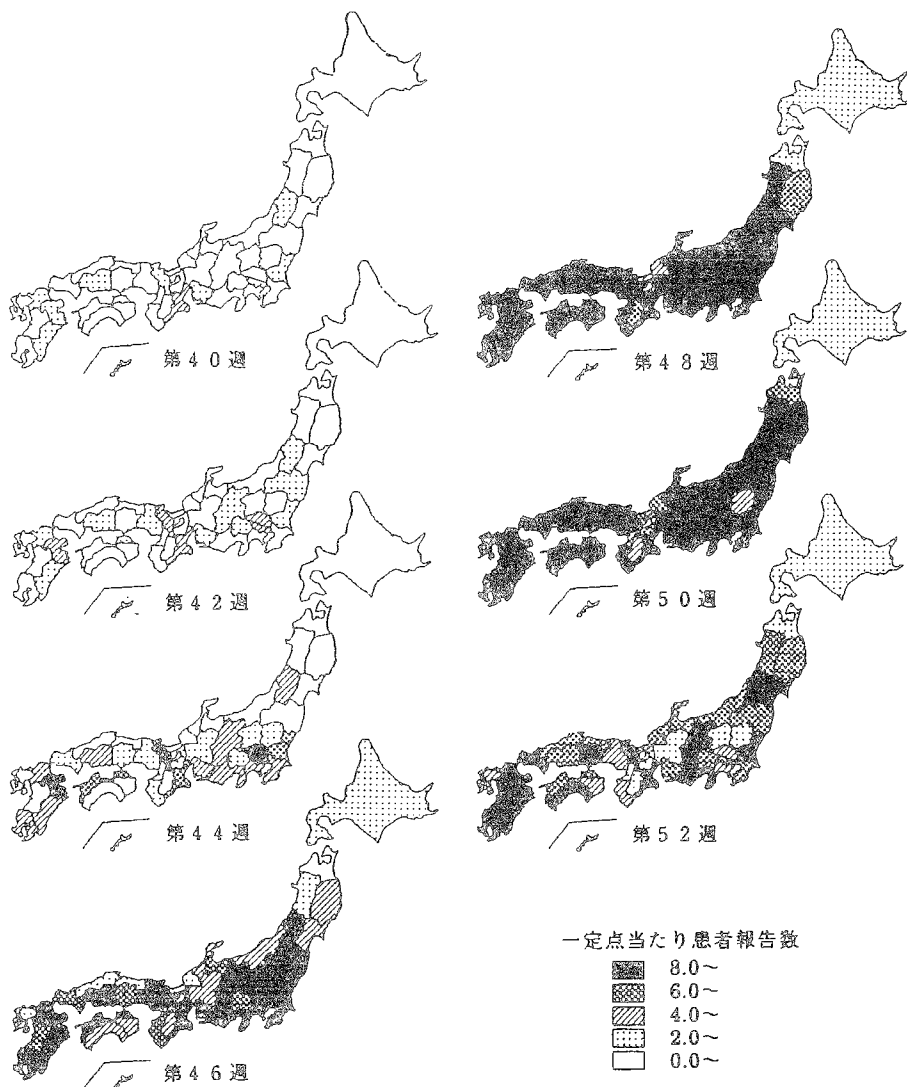 第40週
第42週
第44週
第46週
第48週
第50週
第52週
一定点当たり患者報告数
8.0~
6.0~
4.0~
2.0~
0.0~